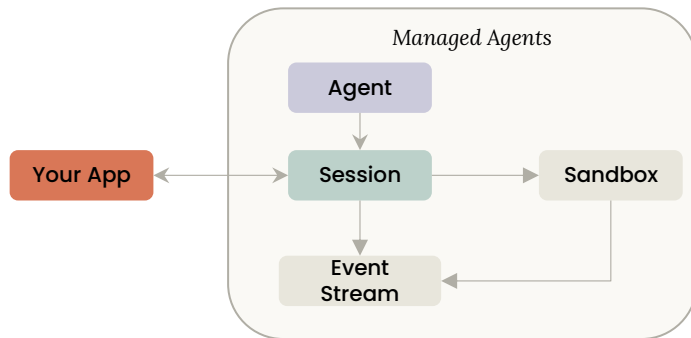 Managed Agents
Agent
Your App
Session
Sandbox
Event
Stream